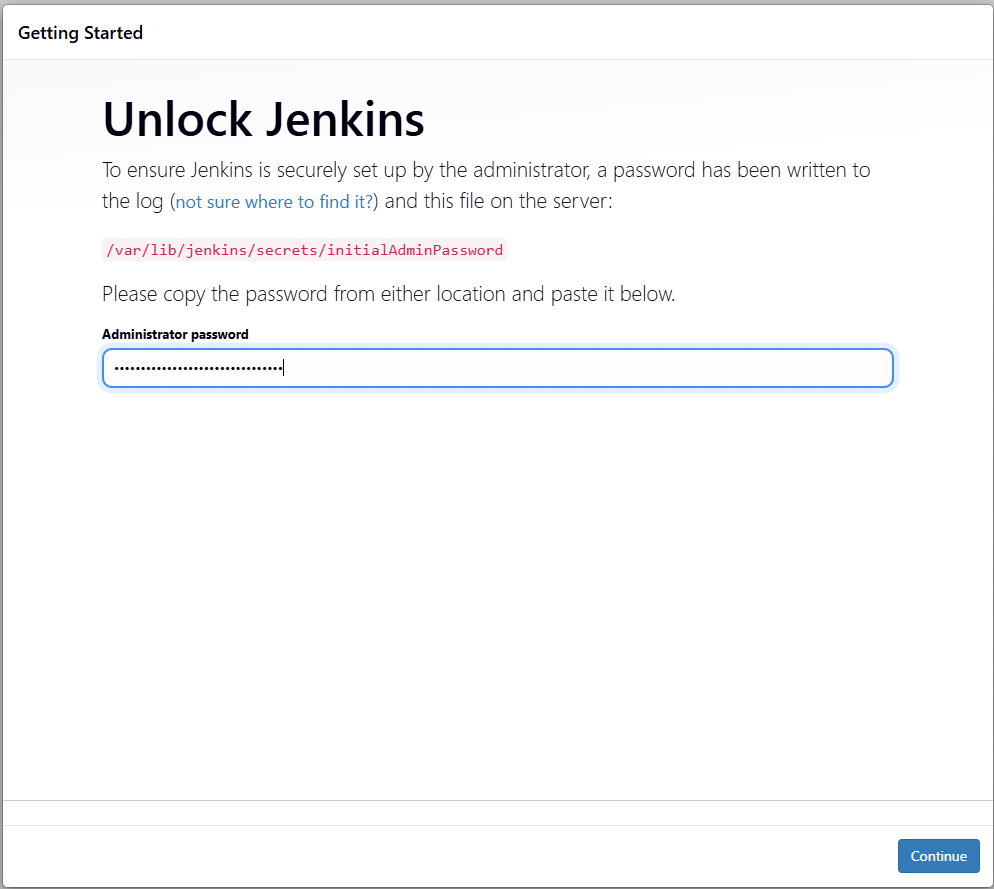 Getting Started
Unlock Jenkins
To ensure Jenkins is securely set up by the administrator, a password has been written to
the log (not sure where to find it?) and this file on the server:
/var/lib/jenkins/secrets/initialAdminPassword
Please copy the password from either location and paste it below.
Administrator password
••••••••••••••••••••••••••••••••
Continue